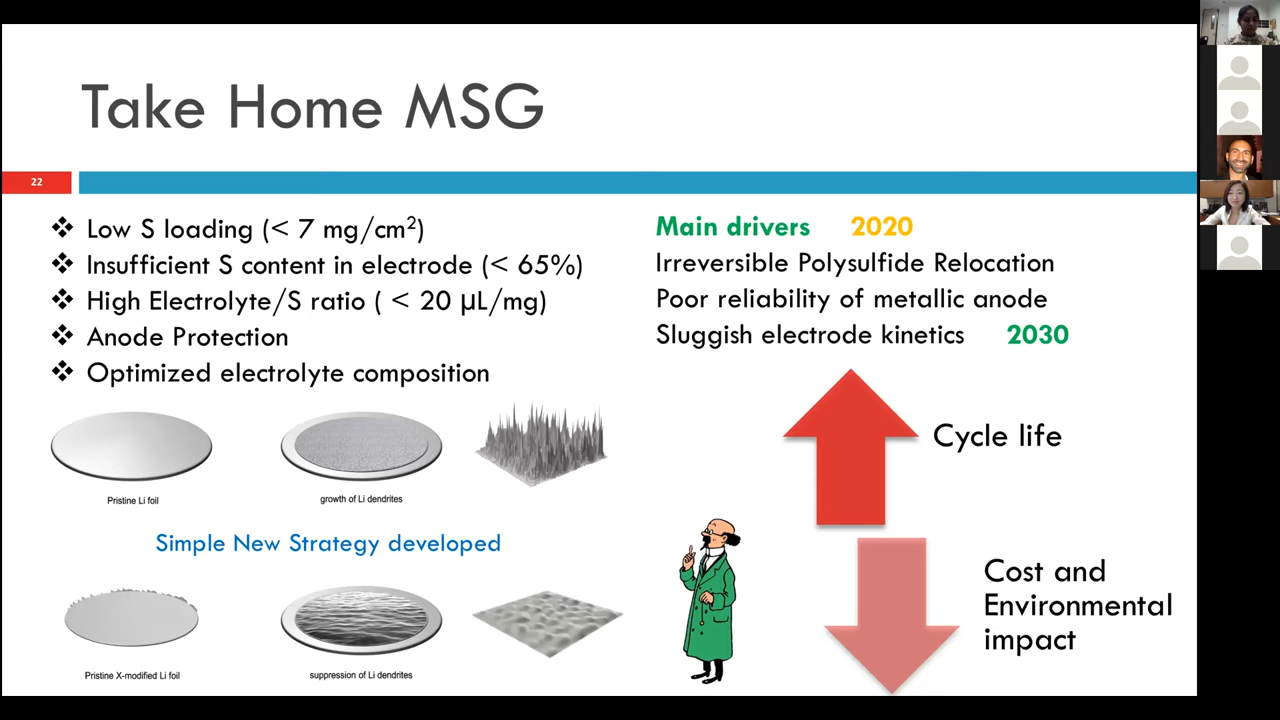 Take Home MSG
22
❖ Low S loading (< 7 mg/cm²)
❖ Insufficient S content in electrode (< 65%)
❖ High Electrolyte/S ratio ( < 20 µL/mg)
❖ Anode Protection
❖ Optimized electrolyte composition
Main drivers 2020
Irreversible Polysulfide Relocation
Poor reliability of metallic anode
Sluggish electrode kinetics 2030
Pristine Li foil
growth of Li dendrites
Simple New Strategy developed
Pristine X-modified Li foil
suppression of Li dendrites
Cycle life
Cost and
Environmental
impact